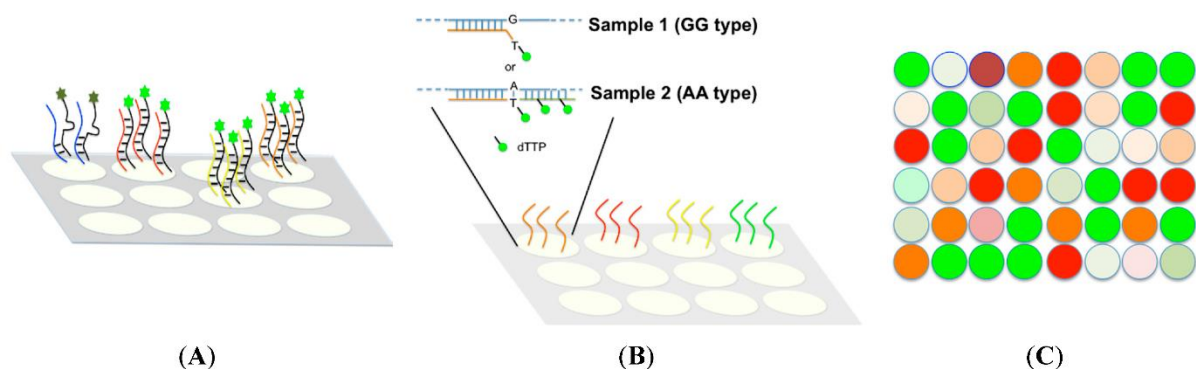 G
Sample 1 (GG type)
T
or
A
Sample 2 (AA type)
T
dTTP
(A)
(B)
(C)